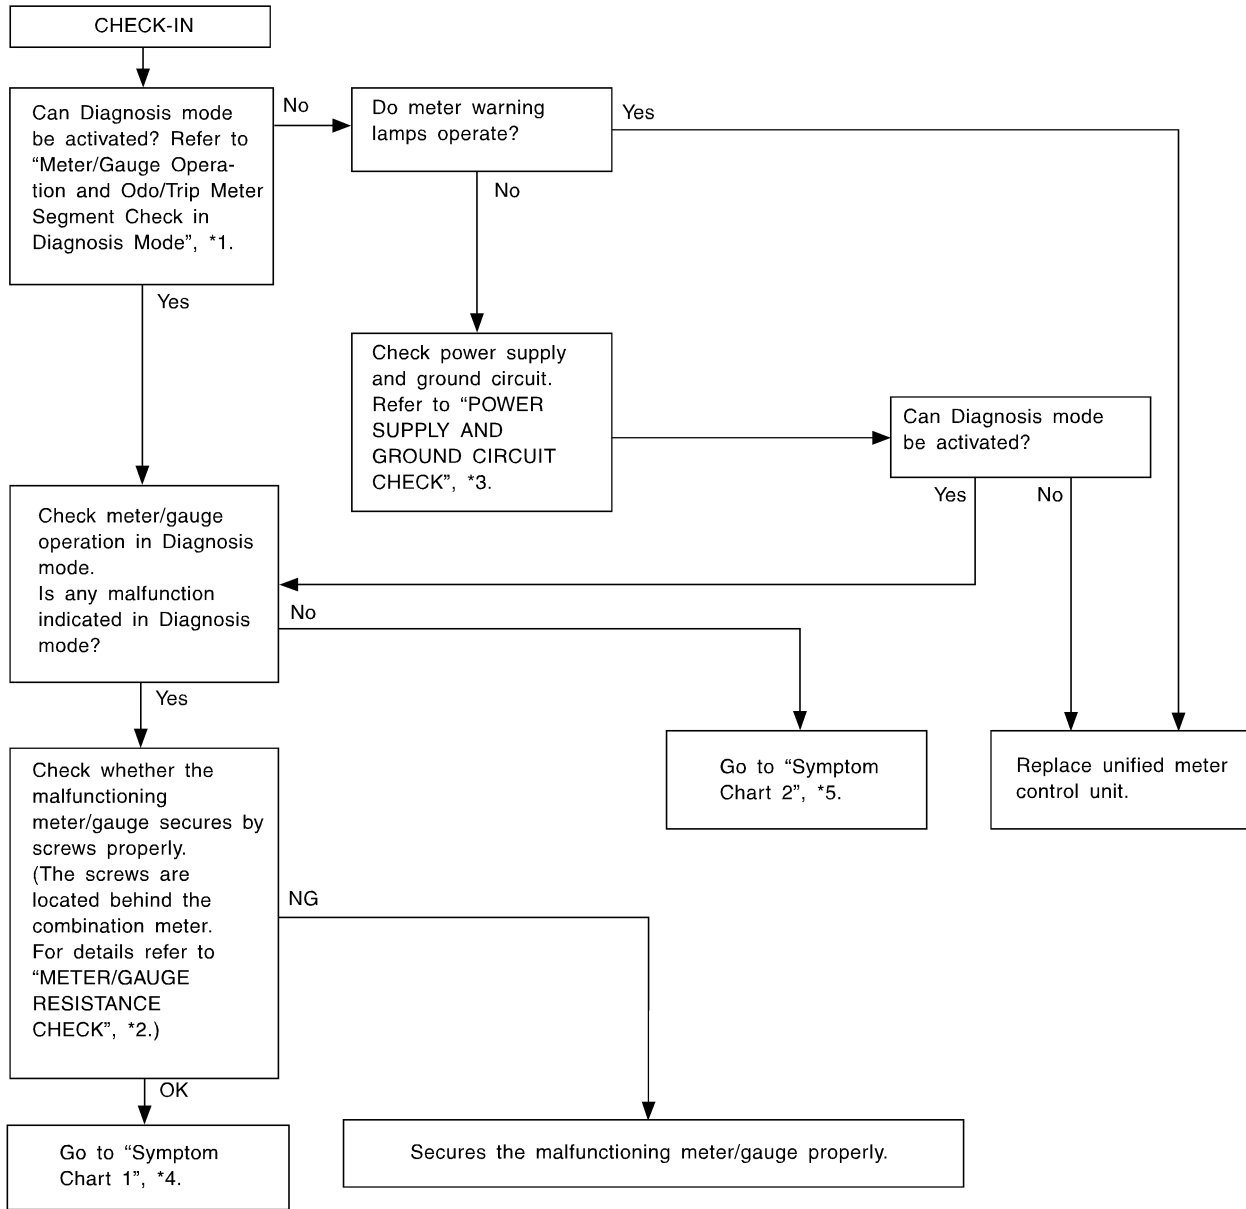 CHECK-IN
Can Diagnosis mode
be activated? Refer to
“Meter/Gauge Opera-
tion and Odo/Trip Meter
Segment Check in
Diagnosis Mode”, *1.
No
Do meter warning
lamps operate?
Yes
No
Yes
Check power supply
and ground circuit.
Refer to “POWER
SUPPLY AND
GROUND CIRCUIT
CHECK”, *3.
Can Diagnosis mode
be activated?
Yes
No
Check meter/gauge
operation in Diagnosis
mode.
Is any malfunction
indicated in Diagnosis
mode?
No
Yes
Go to “Symptom
Chart 2”, *5.
Replace unified meter
control unit.
Check whether the
malfunctioning
meter/gauge secures by
screws properly.
(The screws are
located behind the
combination meter.
For details refer to
“METER/GAUGE
RESISTANCE
CHECK”, *2.)
NG
OK
Go to “Symptom
Chart 1”, *4.
Secures the malfunctioning meter/gauge properly.